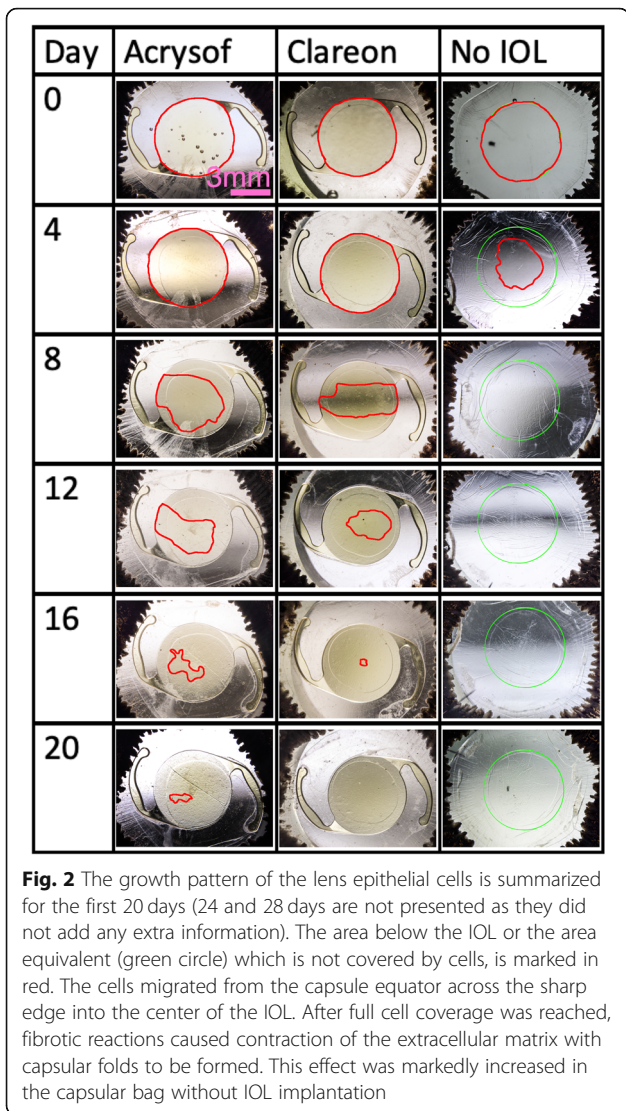 Day Acrysof Clareon No IOL
0
3mm
4
8
12
16
20
Fig. 2 The growth pattern of the lens epithelial cells is summarized
for the first 20 days (24 and 28 days are not presented as they did
not add any extra information). The area below the IOL or the area
equivalent (green circle) which is not covered by cells, is marked in
red. The cells migrated from the capsule equator across the sharp
edge into the center of the IOL. After full cell coverage was reached,
fibrotic reactions caused contraction of the extracellular matrix with
capsular folds to be formed. This effect was markedly increased in
the capsular bag without IOL implantation